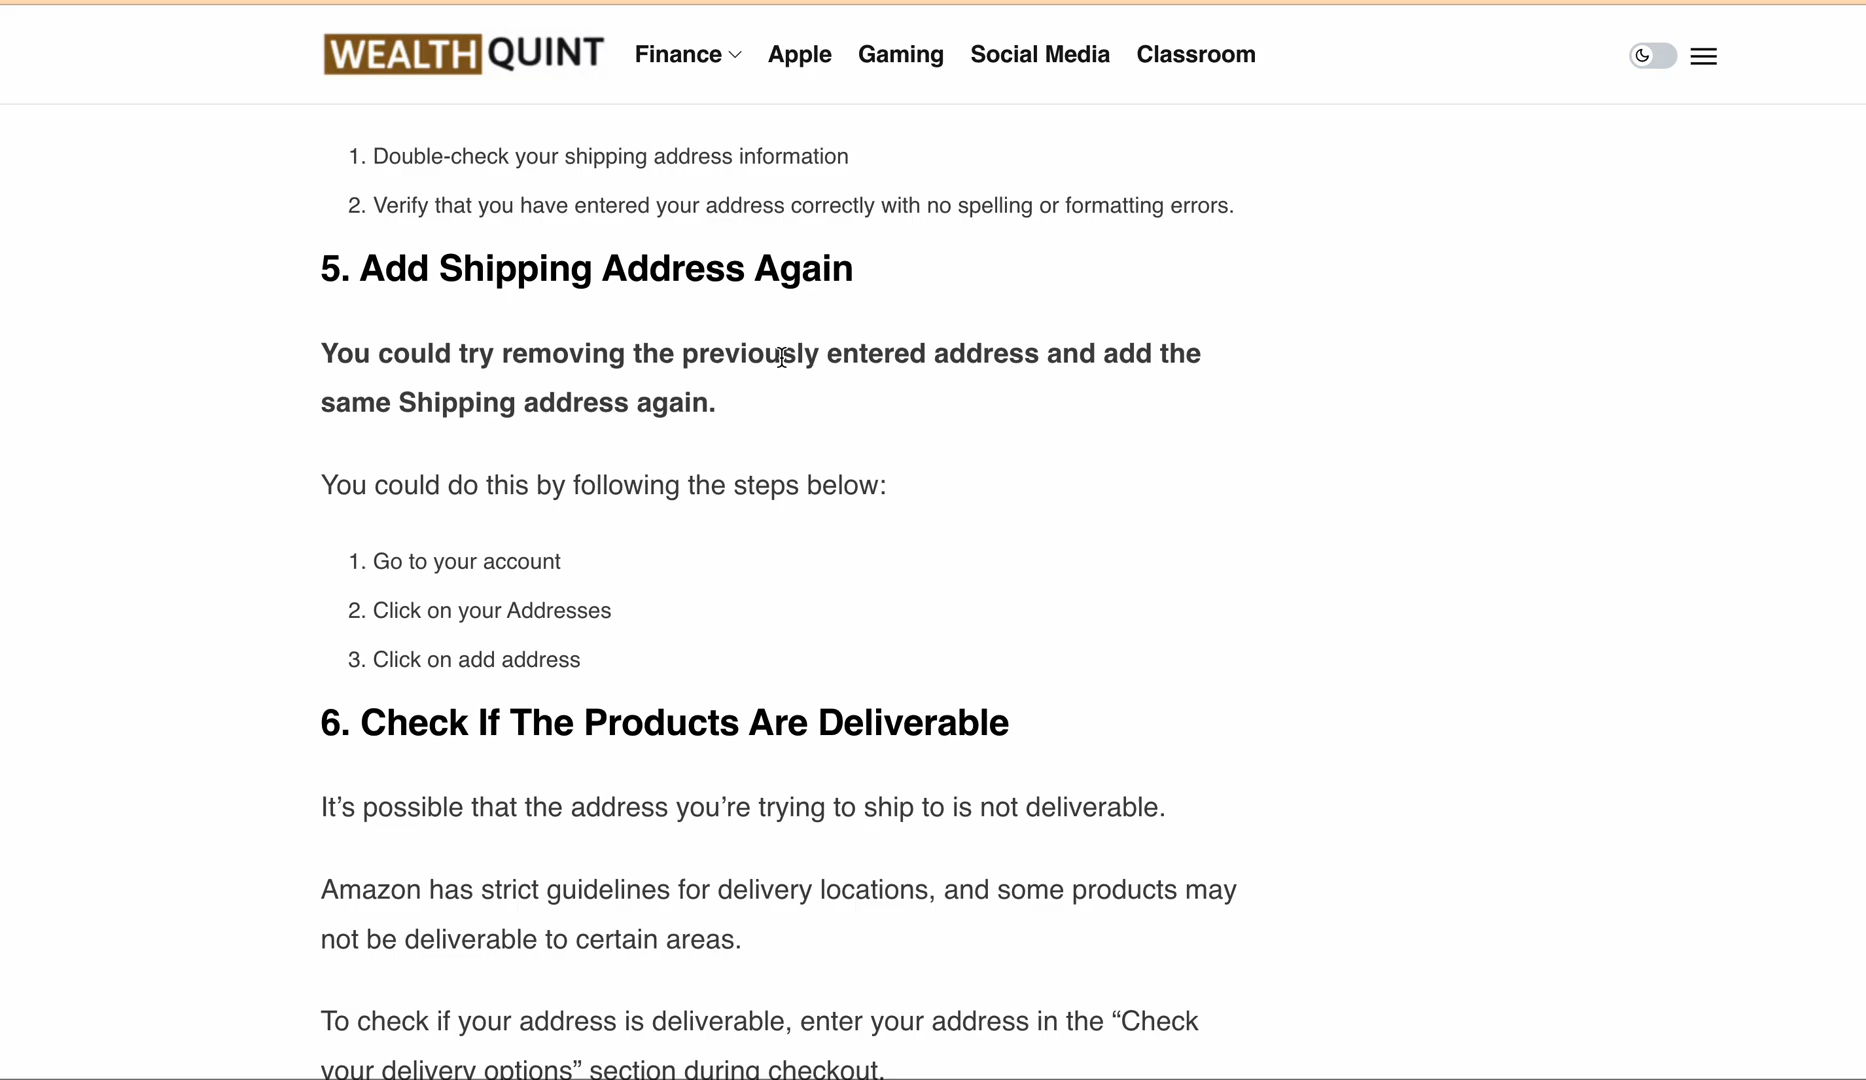 WEALTH QUINT Finance Apple Gaming Social Media Classroom
1. Double-check your shipping address information
2. Verify that you have entered your address correctly with no spelling or formatting errors.
5. Add Shipping Address Again
You could try removing the previously entered address and add the
same Shipping address again.
You could do this by following the steps below:
1. Go to your account
2. Click on your Addresses
3. Click on add address
6. Check If The Products Are Deliverable
It’s possible that the address you’re trying to ship to is not deliverable.
Amazon has strict guidelines for delivery locations, and some products may
not be deliverable to certain areas.
To check if your address is deliverable, enter your address in the “Check
your delivery options” section during checkout.